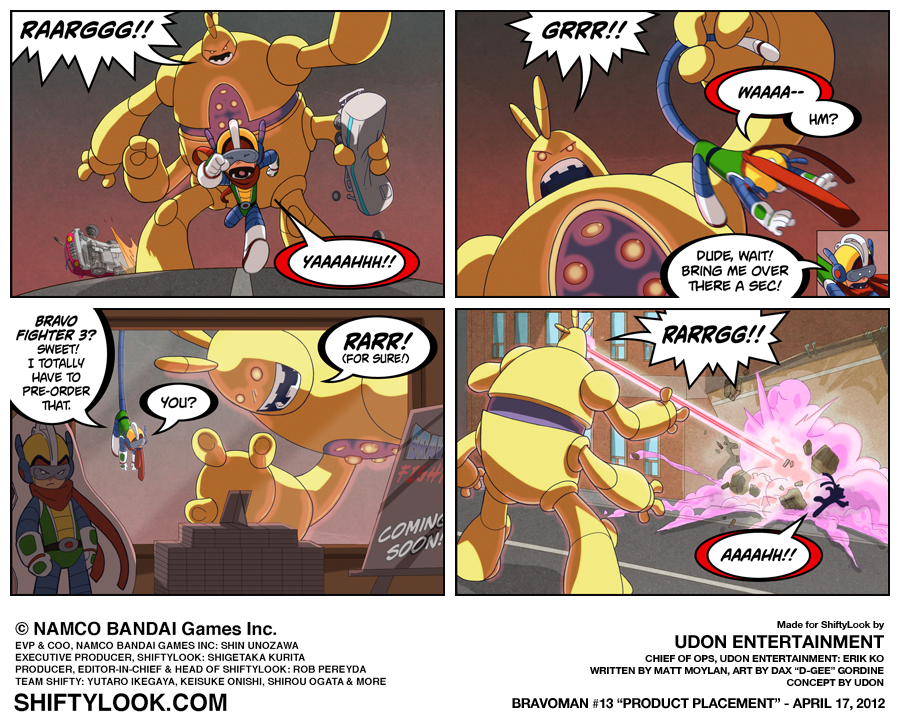 RAARGGG!!
YAAAAHHH!!
GRRR!!
WAAAA--
HM?
DUDE, WAIT!
BRING ME OVER
THERE A SEC!
BRAVO
FIGHTER 3?
SWEET!
I TOTALLY
HAVE TO
PRE-ORDER
THAT.
YOU?
RARR!
(FOR SURE!)
COMING
SOON!
RARRGG!!
AAAAHH!!
© NAMCO BANDAI Games Inc.
EVP & COO, NAMCO BANDAI GAMES INC: SHIN UNOZAWA
EXECUTIVE PRODUCER, SHIFTYLOOK: SHIGETAKA KURITA
PRODUCER, EDITOR-IN-CHIEF & HEAD OF SHIFTYLOOK: ROB PEREYDA
TEAM SHIFTY: YUTARO IKEGAYA, KEISUKE ONISHI, SHIROU OGATA & MORE
SHIFTYLOOK.COM
Made for ShiftyLook by
UDON ENTERTAINMENT
CHIEF OF OPS, UDON ENTERTAINMENT: ERIK KO
WRITTEN BY MATT MOYLAN, ART BY DAX “D-GEE” GORDINE
CONCEPT BY UDON
BRAVOMAN #13 “PRODUCT PLACEMENT” - APRIL 17, 2012